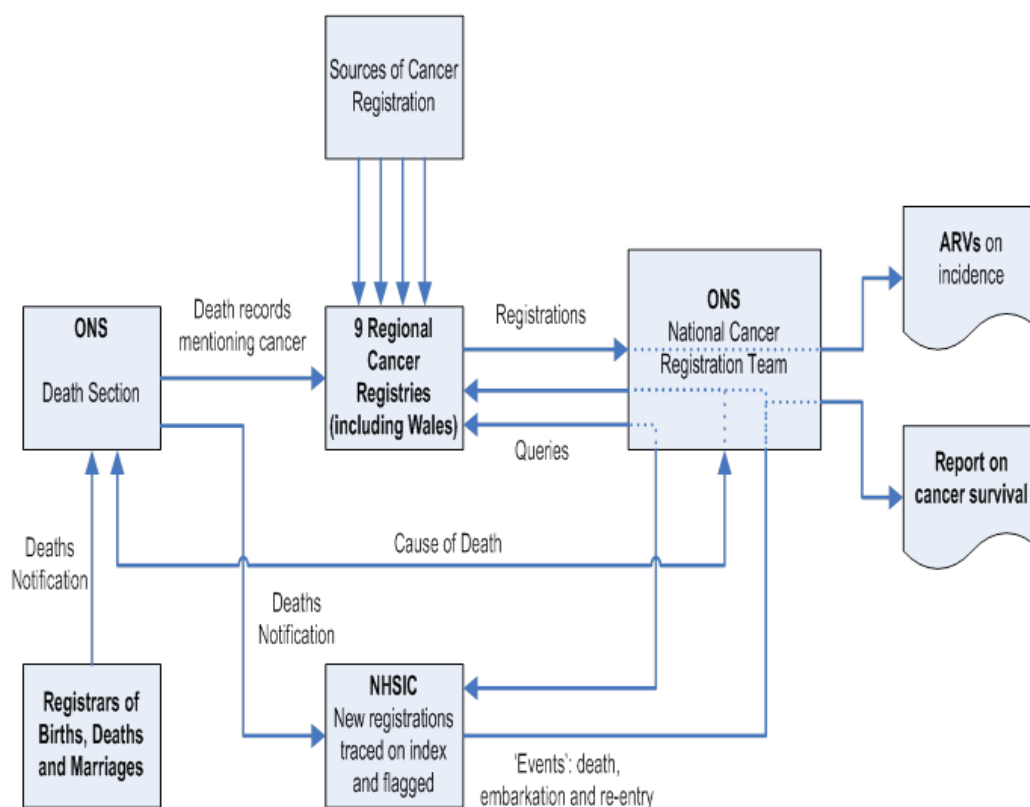 Sources of Cancer
Registration
ARVs on
incidence
ONS
Death Section
Death records
mentioning cancer
9 Regional
Cancer
Registries
(including Wales)
Registrations
Queries
ONS
National Cancer
Registration Team
Report on
cancer survival
Deaths
Notification
Cause of Death
Deaths
Notification
Registrars of
Births, Deaths
and Marriages
NHSIC
New registrations
traced on index
and flagged
'Events': death,
embarkation and re-entry